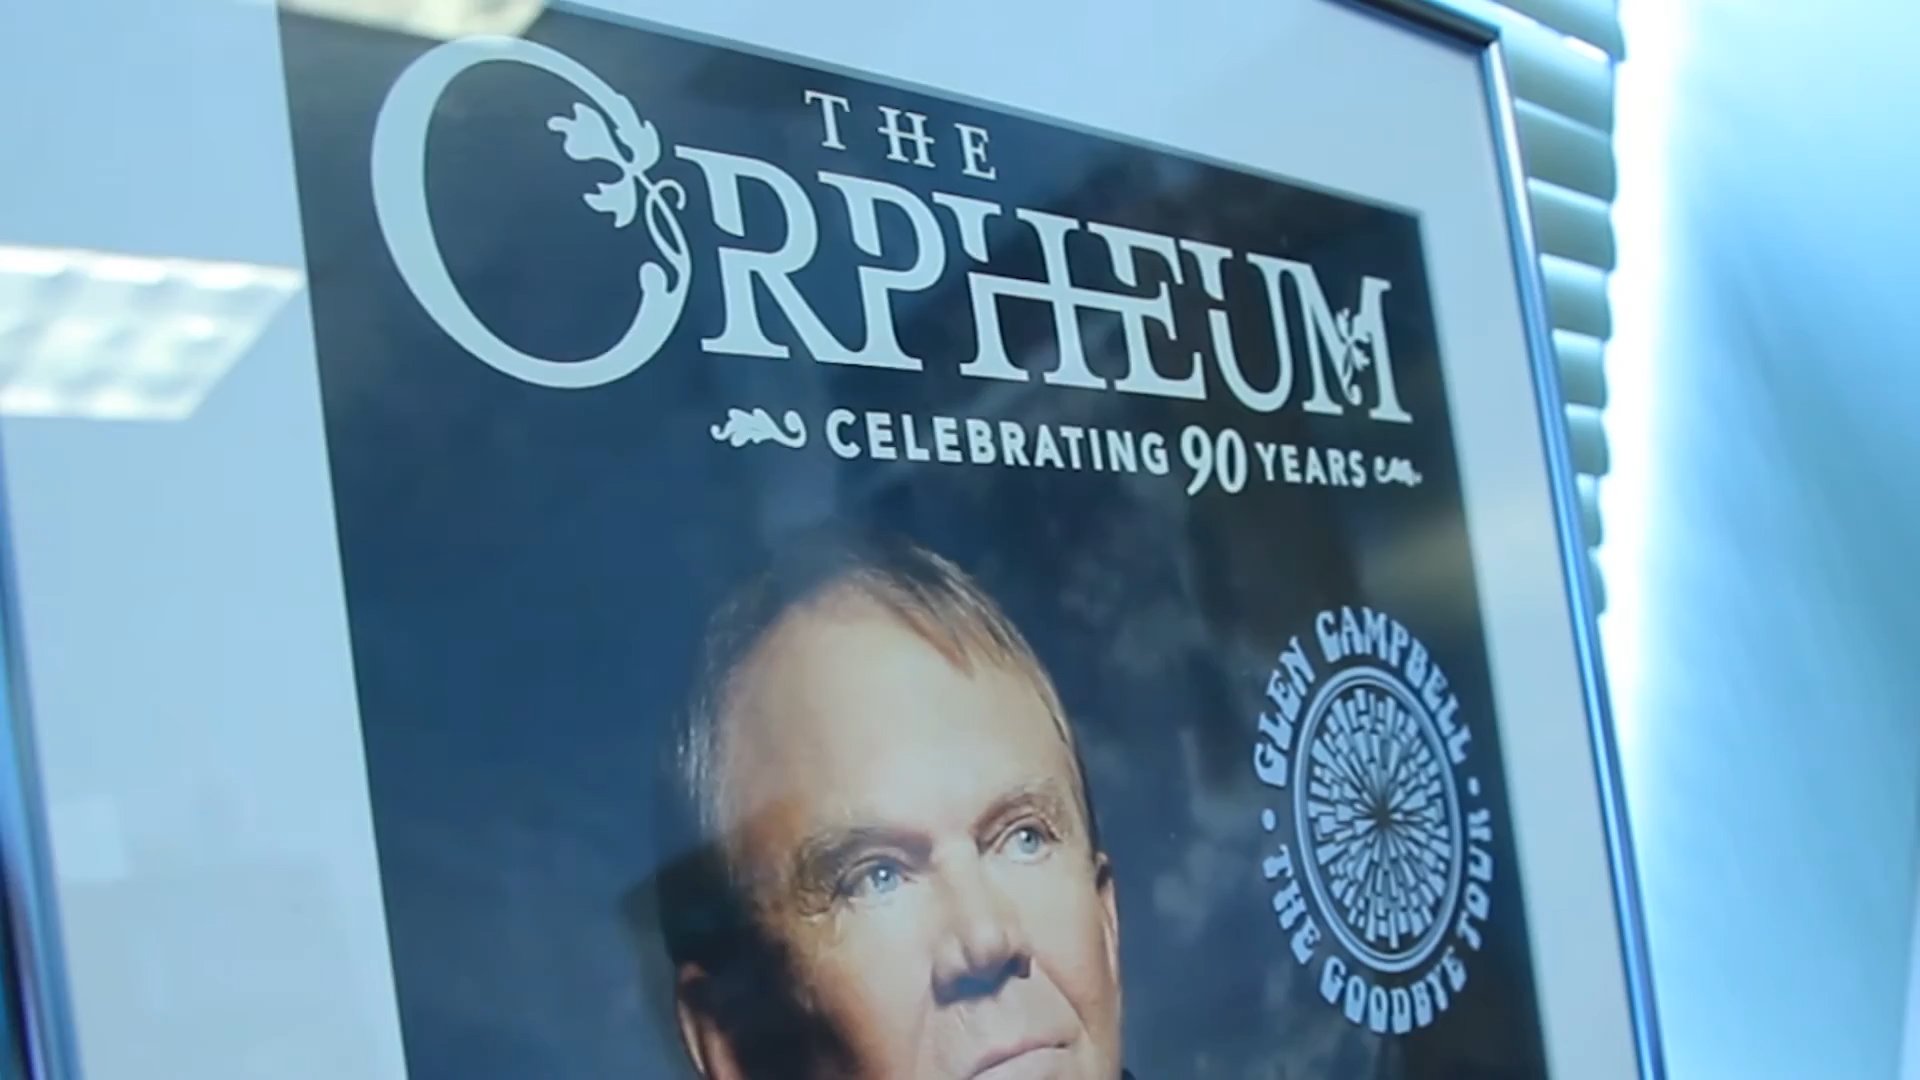 THE
ORPHEUM
CELEBRATING 90 YEARS
GLEN CAMPBELL
• THE GOODBYE TOUR •